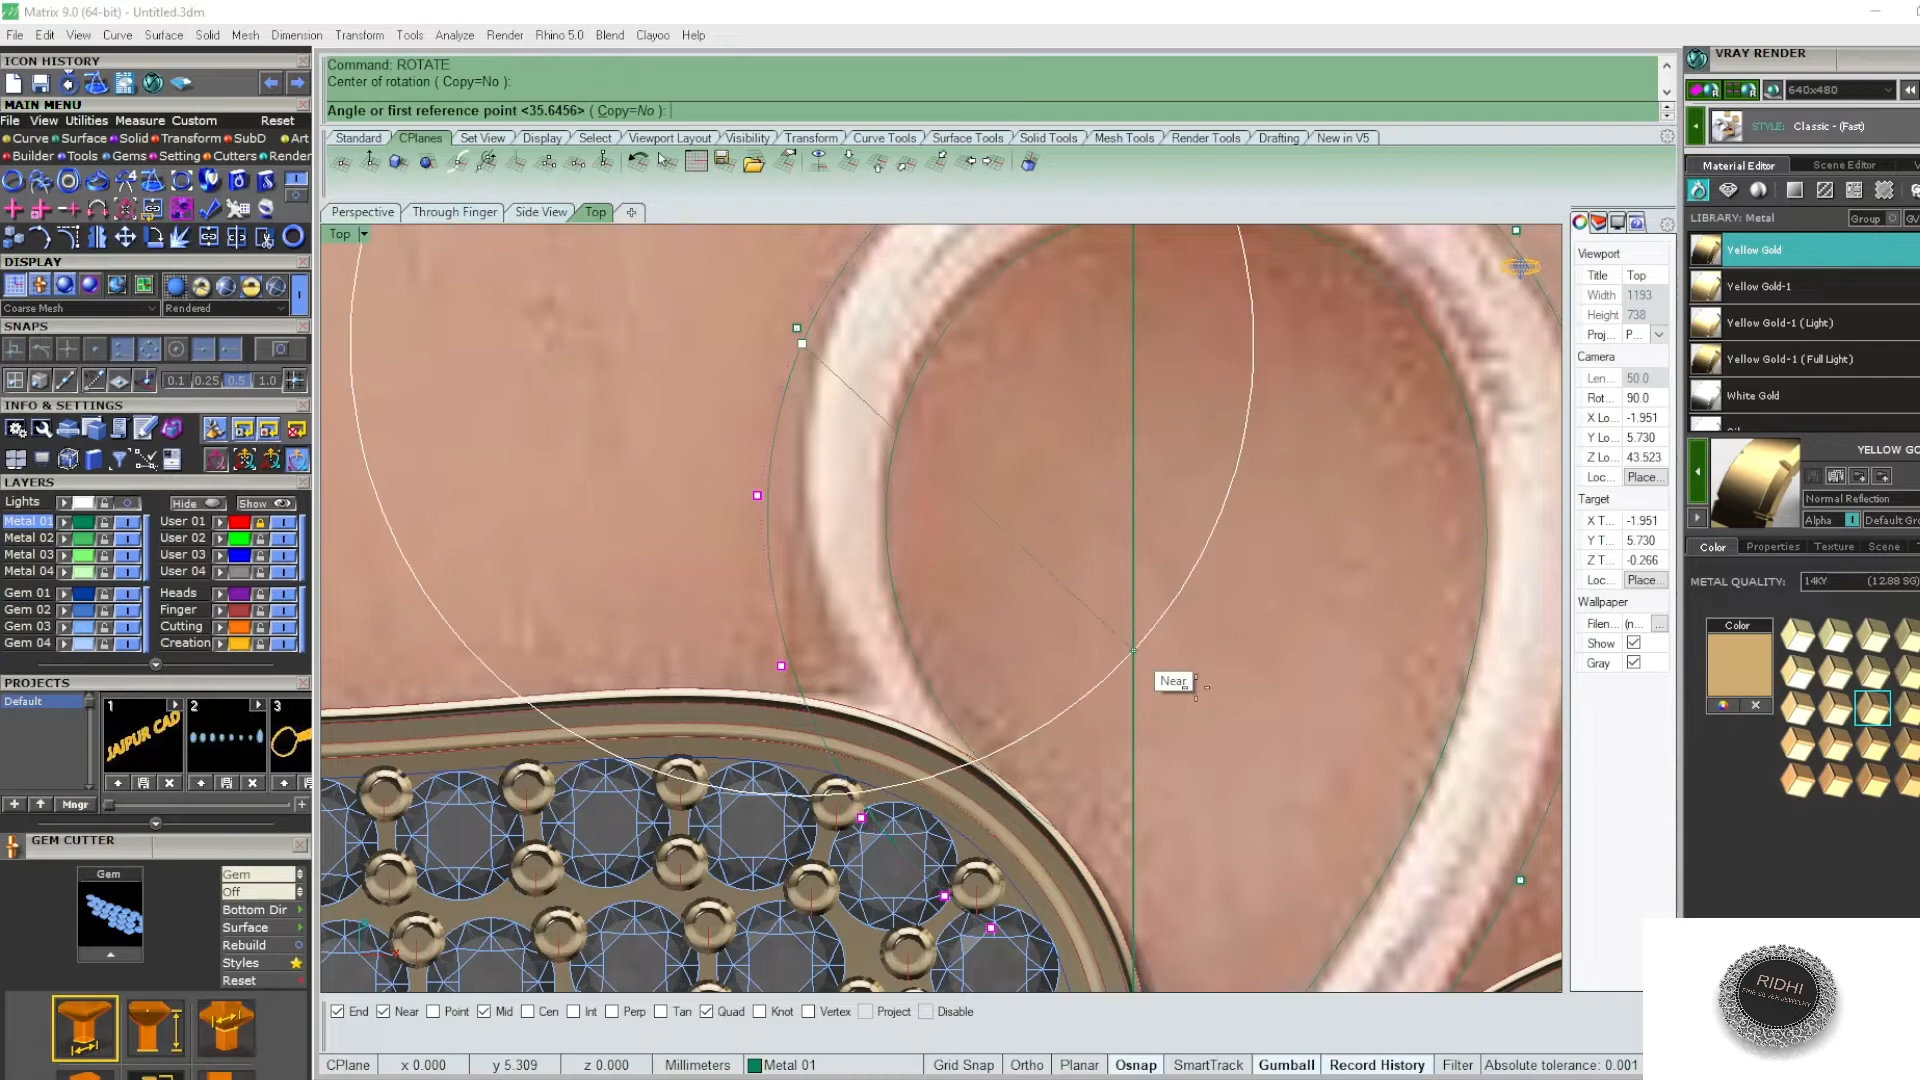 Matrix 9.0 (64-bit) - Untitled.3dm
File Edit View Curve Surface Solid Mesh Dimension Transform Tools Analyze Render Rhino 5.0 Blend Clayoo Help
ICON HISTORY
MAIN MENU
File View Utilities Measure Custom Reset
Curve Surface Solid Transform SubD Art
Builder Tools Gems Setting Cutters Render
DISPLAY
Coarse Mesh Rendered
SNAPS
0.1 0.25 0.5 1.0
INFO & SETTINGS
LAYERS
Lights Hide Show
Metal 01 User 01
Metal 02 User 02
Metal 03 User 03
Metal 04 User 04
Gem 01 Heads
Gem 02 Finger
Gem 03 Cutting
Gem 04 Creation
PROJECTS
Default
1 2 3
JAIPUR CAD
Mngr
GEM CUTTER
Gem
Gem
Off
Bottom Dir
Surface
Rebuild
Styles
Reset
Command: ROTATE
Center of rotation ( Copy=No ):
Angle or first reference point <35.6456> ( Copy=No ):
Standard CPlanes Set View Display Select Viewport Layout Visibility Transform Curve Tools Surface Tools Solid Tools Mesh Tools Render Tools Drafting New in V5
Perspective Through Finger Side View Top
Top
Near
End Near Point Mid Cen Int Perp Tan Quad Knot Vertex Project Disable
CPlane x 0.000 y 5.309 z 0.000 Millimeters Metal 01 Grid Snap Ortho Planar Osnap SmartTrack Gumball Record History Filter Absolute tolerance: 0.001
Viewport
Title Top
Width 1193
Height 738
Proj... P...
Camera
Len... 50.0
Rot... 90.0
X Lo... -1.951
Y Lo... 5.730
Z Lo... 43.523
Loc... Place...
Target
X T... -1.951
Y T... 5.730
Z T... -0.266
Loc... Place...
Wallpaper
Filen... (n... ...
Show
Gray
VRAY RENDER
640x480
STYLE: Classic - (Fast)
Material Editor Scene Editor
LIBRARY: Metal Group
Yellow Gold
Yellow Gold-1
Yellow Gold-1 (Light)
Yellow Gold-1 (Full Light)
White Gold
YELLOW GO
Normal Reflection
Alpha Default Gro
Color Properties Texture Scene
METAL QUALITY: 14KY (12.88 SG)
Color
RIDHI
FINE SILVER JEWELRY